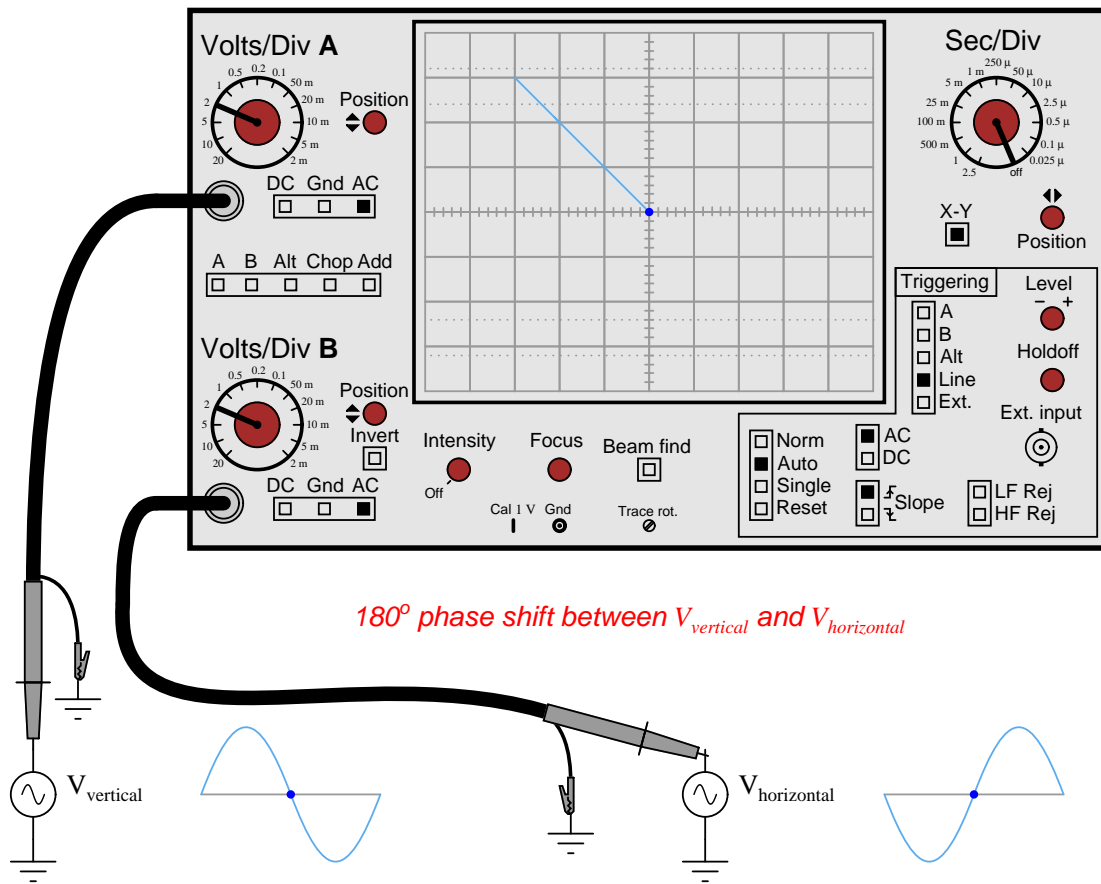 Volts/Div A
0.5 0.2 0.1
1 50 m
2 20 m
5 10 m
10 5 m
20 2 m
Position
DC Gnd AC
A B Alt Chop Add
Volts/Div B
0.5 0.2 0.1
1 50 m
2 20 m
5 10 m
10 5 m
20 2 m
Position
Invert
DC Gnd AC
Intensity
Off
Focus
Beam find
Cal 1 V Gnd Trace rot.
Sec/Div
250 µ
1 m 50 µ
5 m 10 µ
25 m 2.5 µ
100 m 0.5 µ
500 m 0.1 µ
1 0.025 µ
2.5 off
X-Y
Position
Triggering
A
B
Alt
Line
Ext.
Level
− +
Holdoff
Ext. input
Norm
Auto
Single
Reset
AC
DC
Slope
LF Rej
HF Rej
180° phase shift between Vvertical and Vhorizontal
Vvertical
Vhorizontal